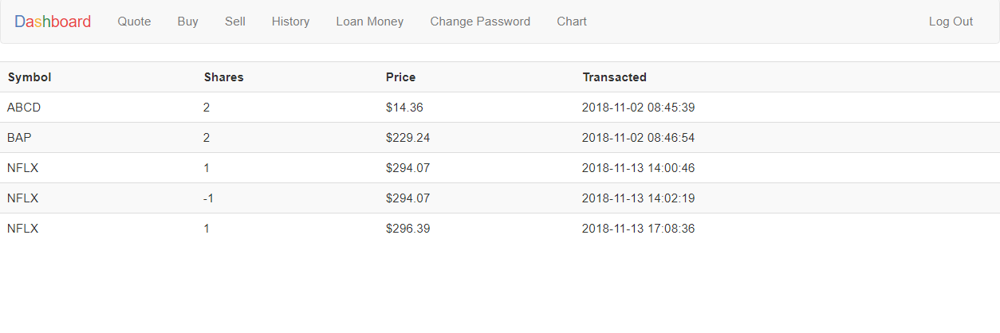 Dashboard Quote Buy Sell History Loan Money Change Password Chart Log Out
Symbol Shares Price Transacted
ABCD 2 $14.36 2018-11-02 08:45:39
BAP 2 $229.24 2018-11-02 08:46:54
NFLX 1 $294.07 2018-11-13 14:00:46
NFLX -1 $294.07 2018-11-13 14:02:19
NFLX 1 $296.39 2018-11-13 17:08:36